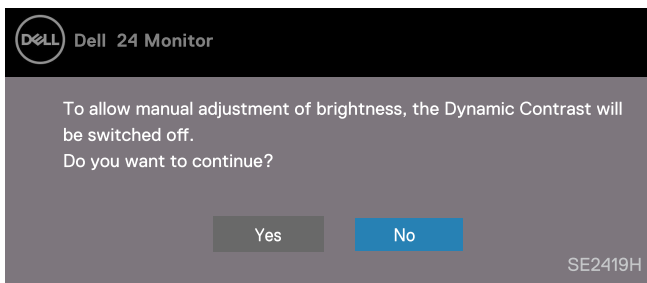 DELL Dell 24 Monitor
To allow manual adjustment of brightness, the Dynamic Contrast will
be switched off.
Do you want to continue?
Yes No
SE2419H